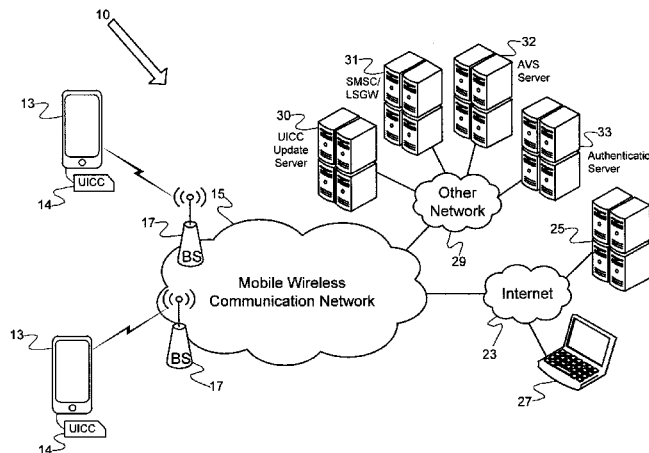 10
13
UICC
14
17
BS
15
Mobile Wireless
Communication Network
BS
17
13
UICC
14
30
UICC
Update
Server
31
SMSC/
LSGW
32
AVS
Server
33
Authentication
Server
Other
Network
29
25
Internet
23
27